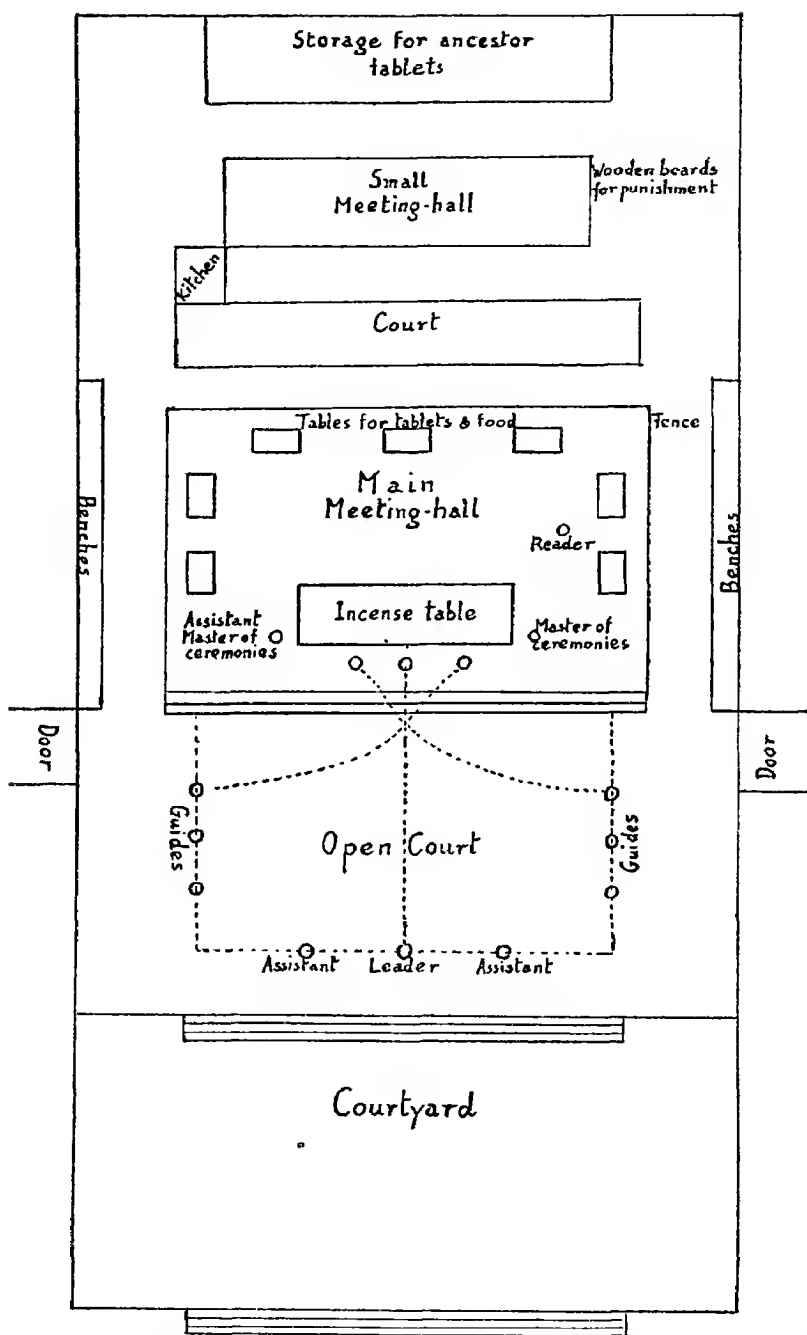 Storage for ancestor
tablets
Small
Meeting-hall
Wooden boards
for punishment
Kitchen
Court
Tables for tablets & food
Fence
Main
Meeting-hall
Benches
Benches
Reader
Incense table
Assistant
Master of
ceremonies
Master of
ceremonies
Door
Door
Guides
Guides
Open Court
Assistant
Leader
Assistant
Courtyard